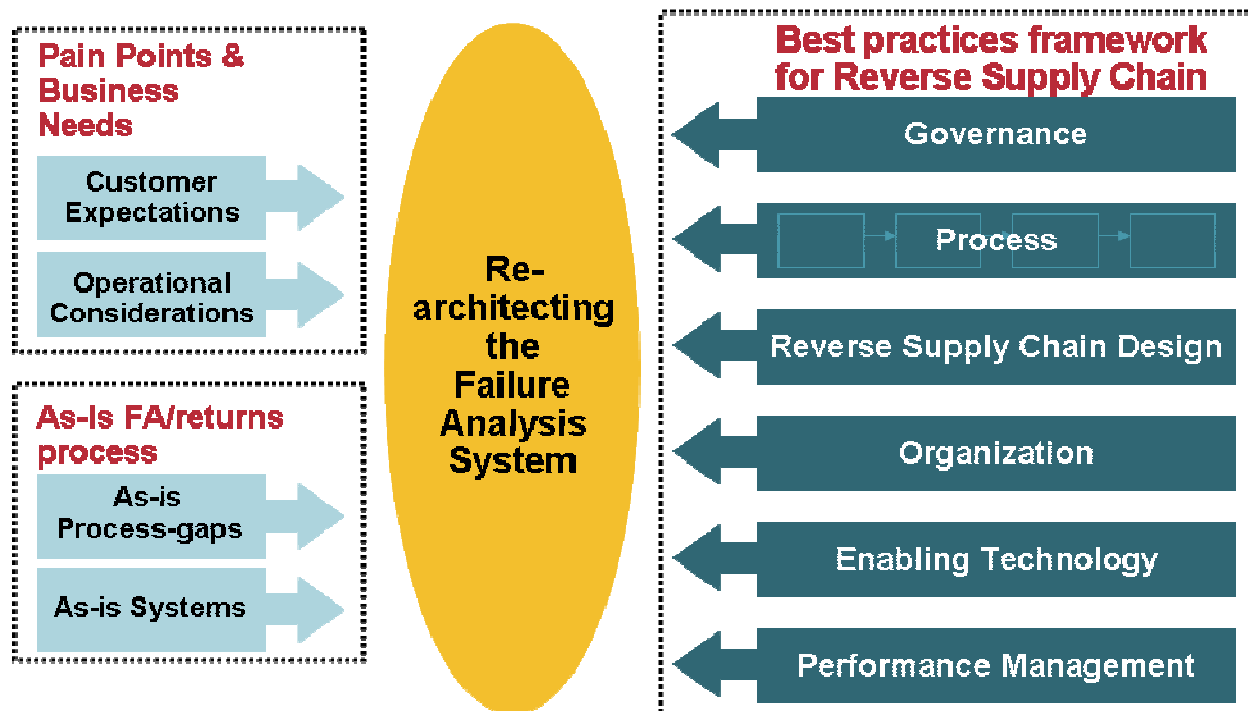 Pain Points &
Business
Needs
Customer
Expectations
Operational
Considerations
As-Is FA/returns
process
As-is
Process-gaps
As-is Systems
Re-
architecting
the
Failure
Analysis
System
Best practices framework
for Reverse Supply Chain
Governance
Process
Reverse Supply Chain Design
Organization
Enabling Technology
Performance Management